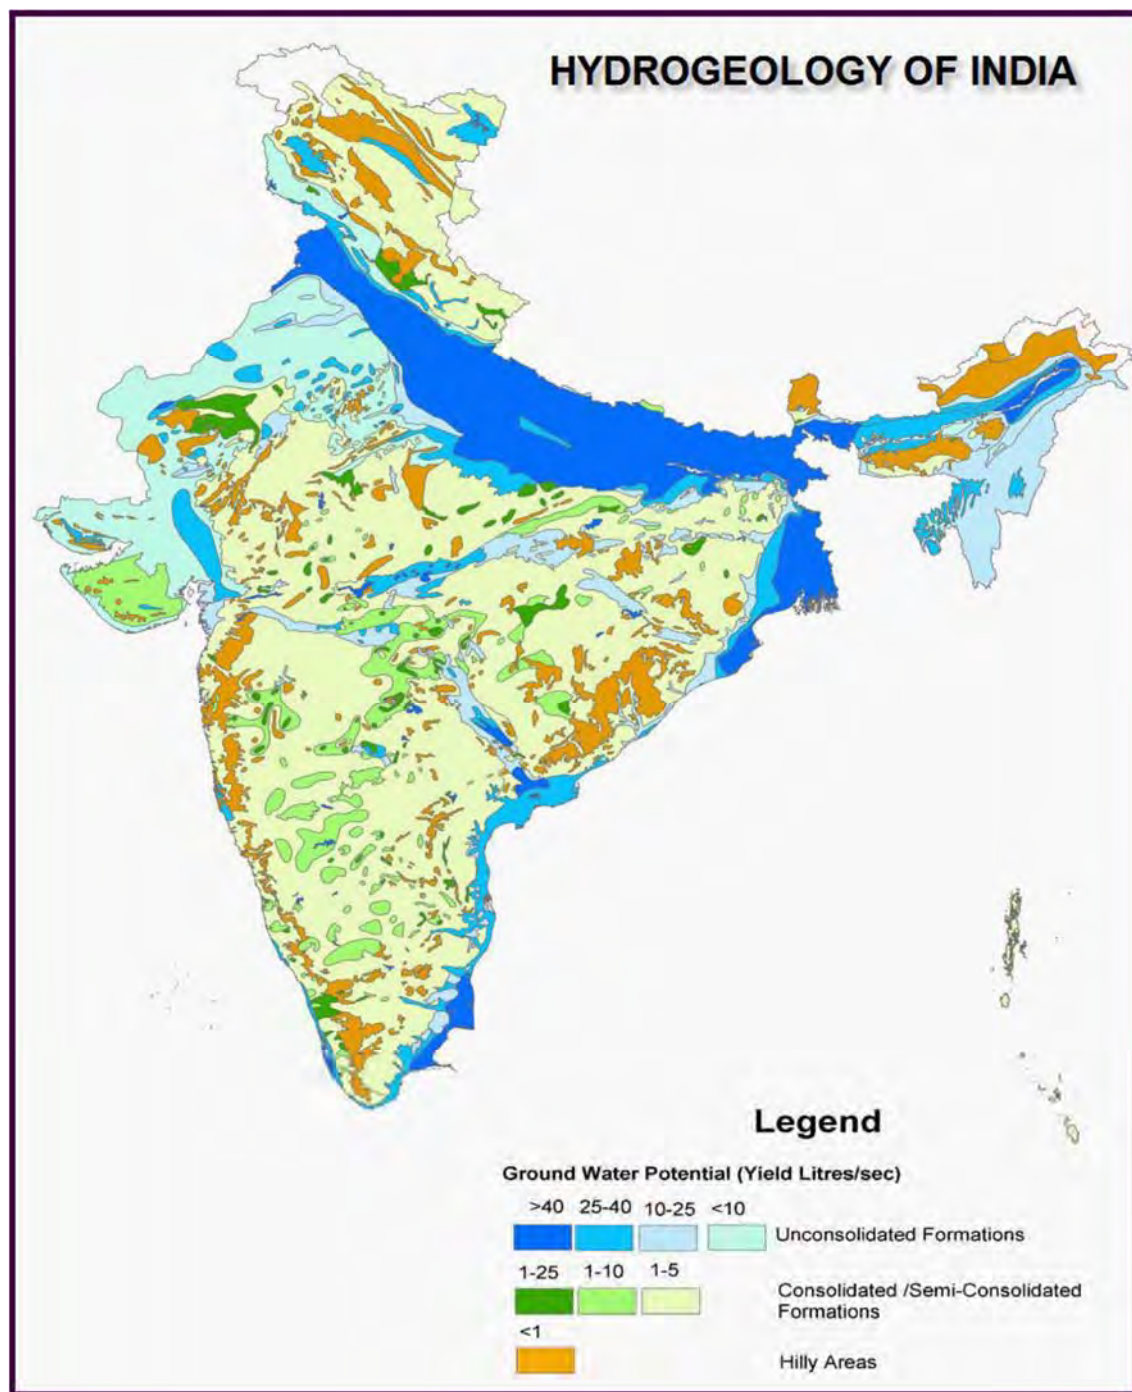 HYDROGEOLOGY OF INDIA
Legend
Ground Water Potential (Yield Litres/sec)
>40 25-40 10-25 <10
Unconsolidated Formations
1-25 1-10 1-5
Consolidated /Semi-Consolidated
Formations
<1
Hilly Areas